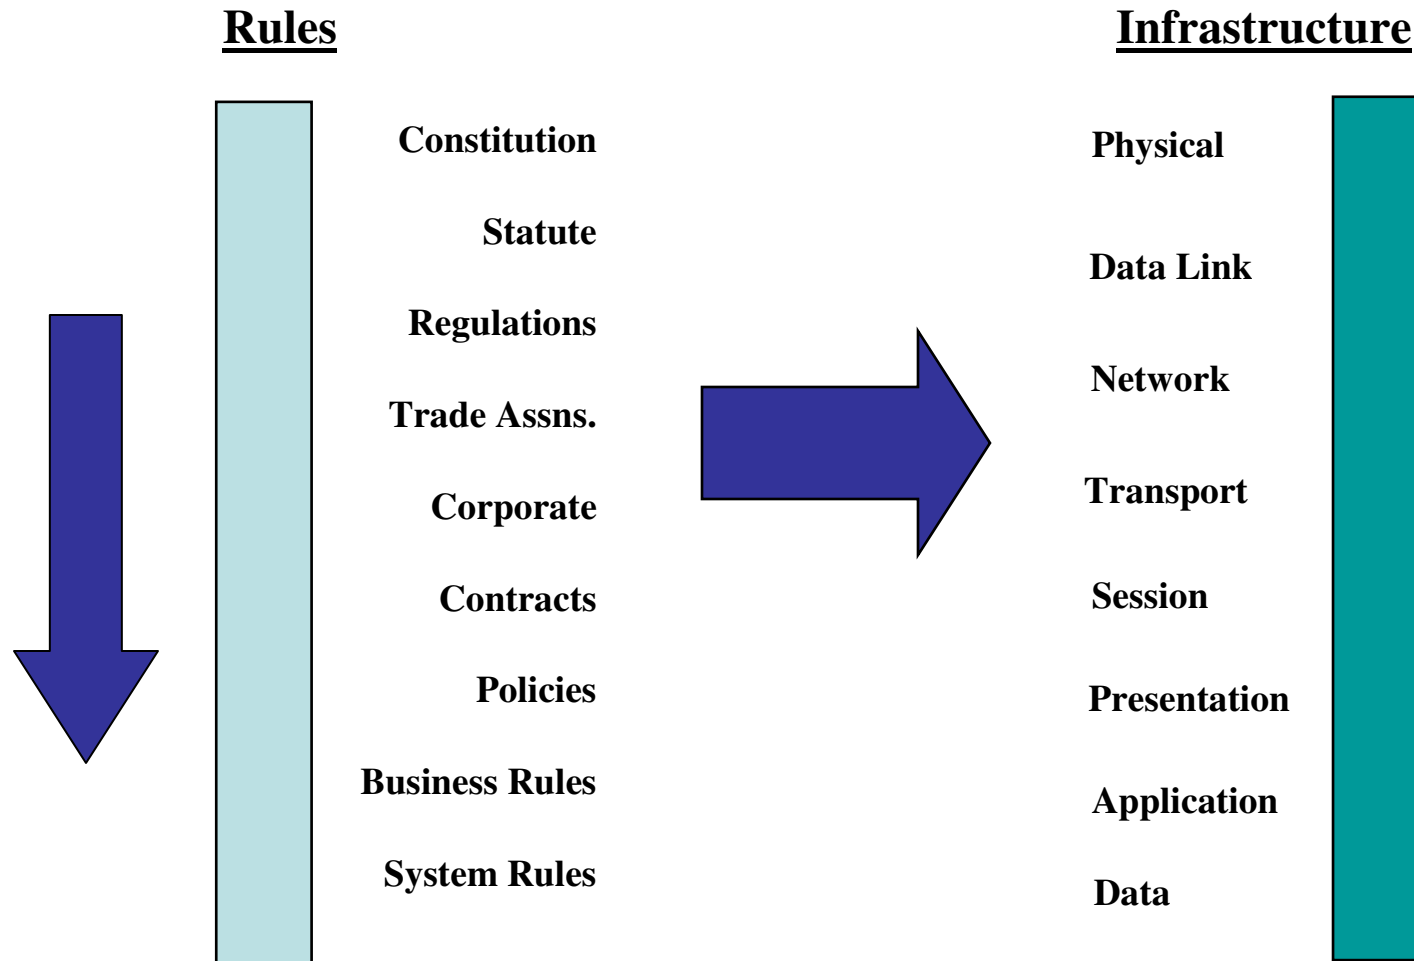 Rules
Constitution
Statute
Regulations
Trade Assns.
Corporate
Contracts
Policies
Business Rules
System Rules
Infrastructure
Physical
Data Link
Network
Transport
Session
Presentation
Application
Data